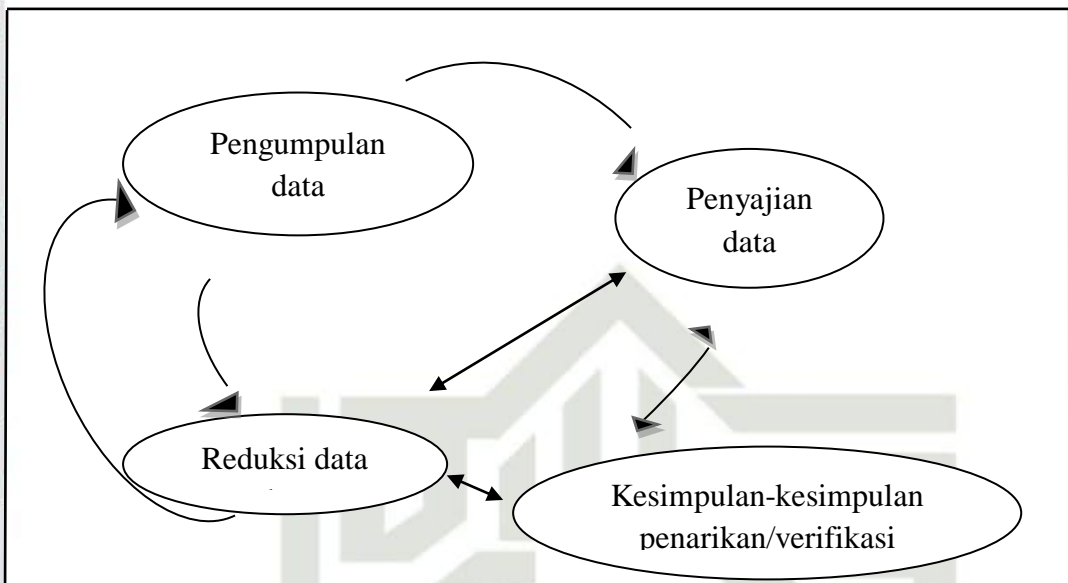 Pengumpulan
data
Penyajian
data
Reduksi data
Kesimpulan-kesimpulan
penarikan/verifikasi